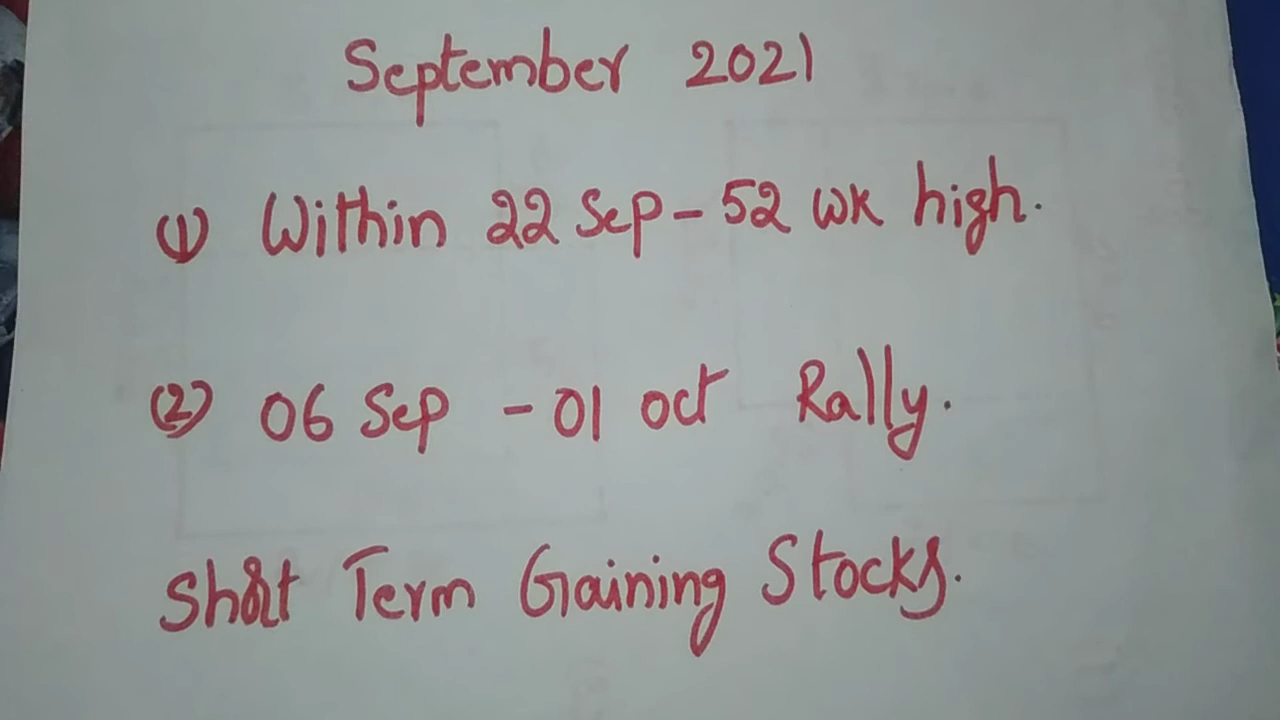 September 2021
(1) Within 22 Sep - 52 wk high.
(2) 06 Sep - 01 oct Rally.
Short Term Gaining Stocks.